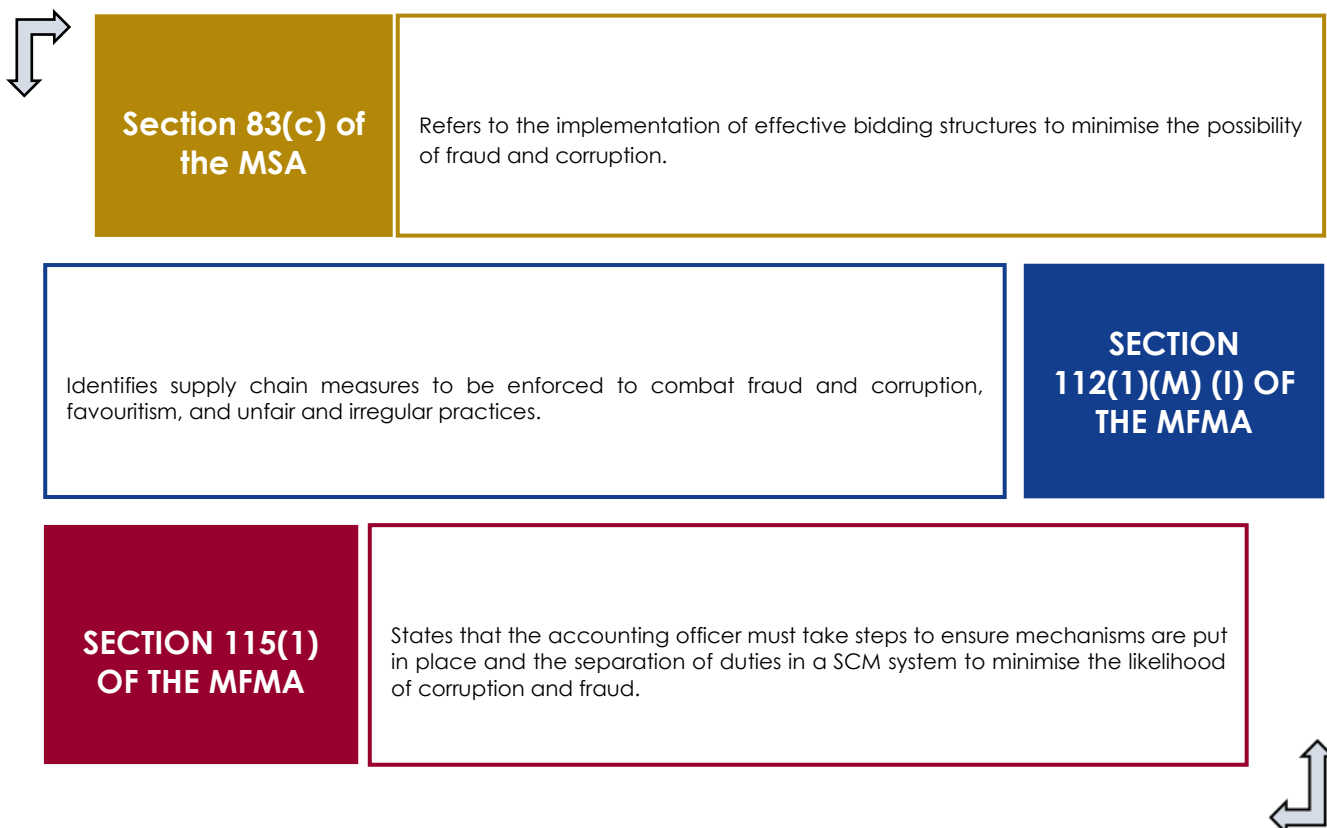 Section 83(c) of
the MSA
Refers to the implementation of effective bidding structures to minimise the possibility
of fraud and corruption.
Identifies supply chain measures to be enforced to combat fraud and corruption,
favouritism, and unfair and irregular practices.
SECTION
112(1)(M) (I) OF
THE MFMA
SECTION 115(1)
OF THE MFMA
States that the accounting officer must take steps to ensure mechanisms are put
in place and the separation of duties in a SCM system to minimise the likelihood
of corruption and fraud.